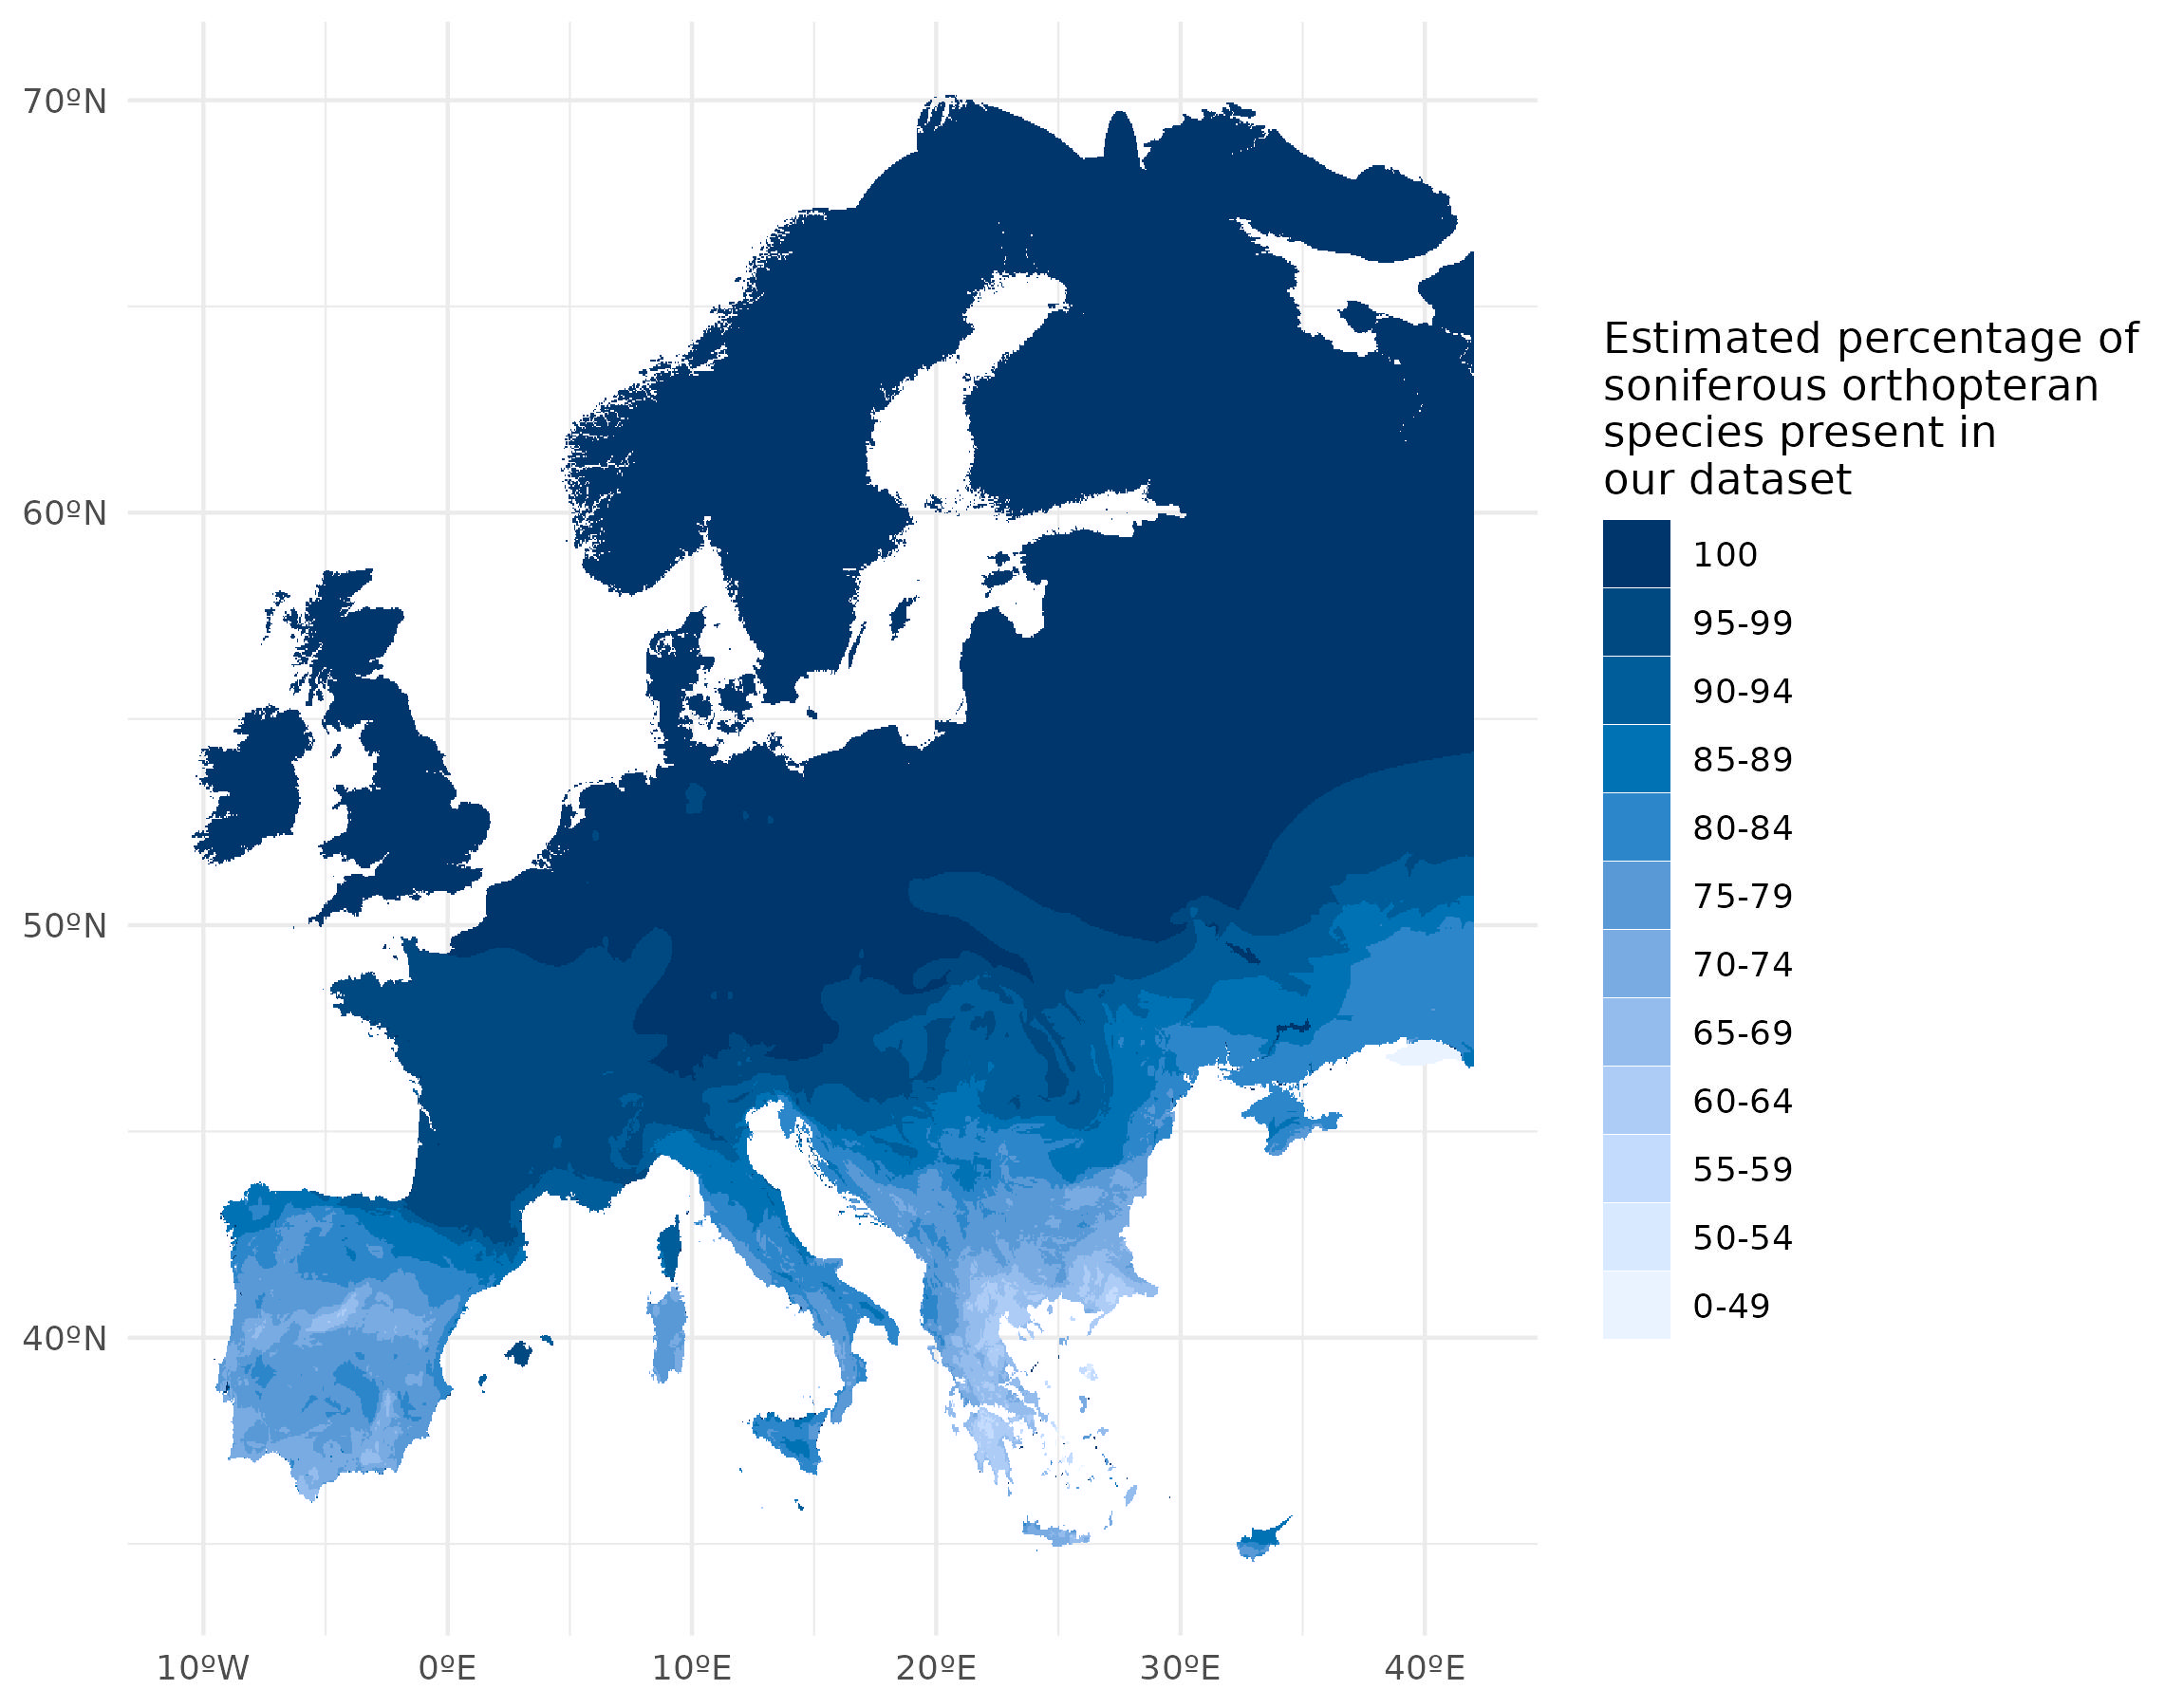 70ºN
60ºN
50ºN
40ºN
10ºW
0ºE
10ºE
20ºE
30ºE
40ºE
Estimated percentage of
soniferous orthopteran
species present in
our dataset
100
95-99
90-94
85-89
80-84
75-79
70-74
65-69
60-64
55-59
50-54
0-49